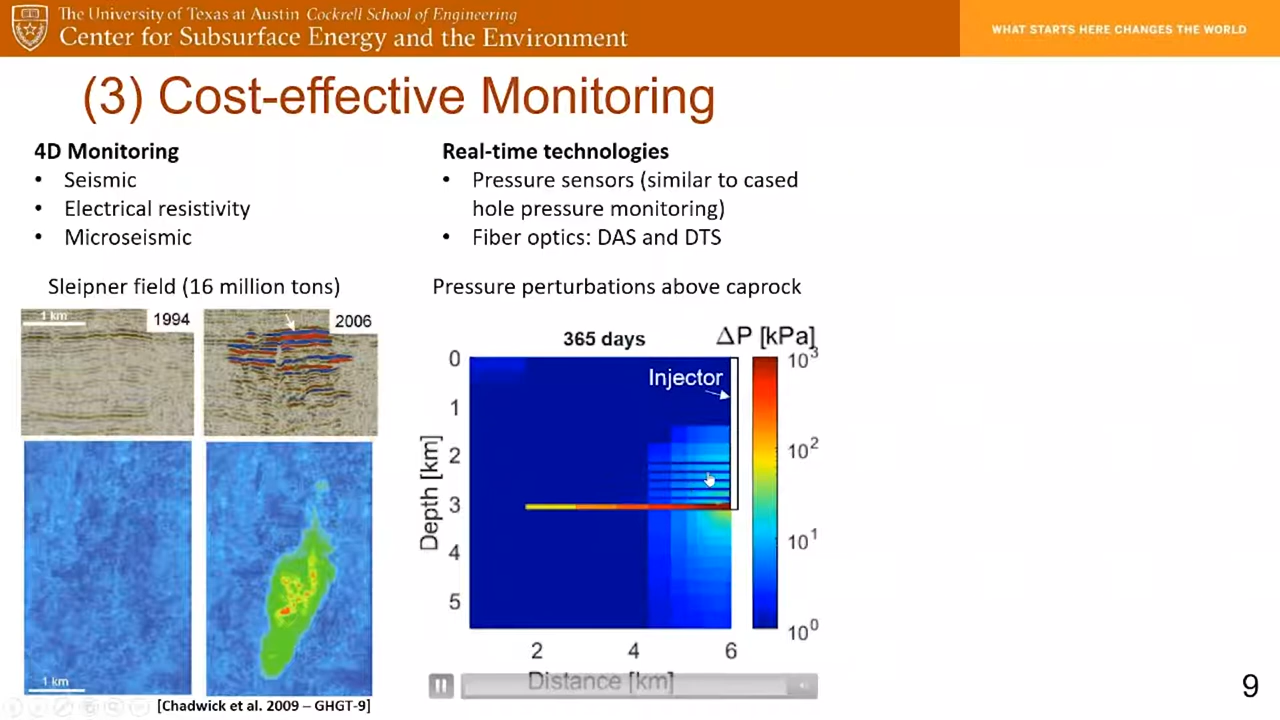 The University of Texas at Austin Cockrell School of Engineering
Center for Subsurface Energy and the Environment
WHAT STARTS HERE CHANGES THE WORLD
(3) Cost-effective Monitoring
4D Monitoring
• Seismic
• Electrical resistivity
• Microseismic
Sleipner field (16 million tons)
1 km
1994
2006
1 km
[Chadwick et al. 2009 – GHGT-9]
Real-time technologies
• Pressure sensors (similar to cased
hole pressure monitoring)
• Fiber optics: DAS and DTS
Pressure perturbations above caprock
365 days
ΔP [kPa]
Injector
Depth [km]
0
1
2
3
4
5
2 4 6
Distance [km]
10³
10²
10¹
10⁰
9